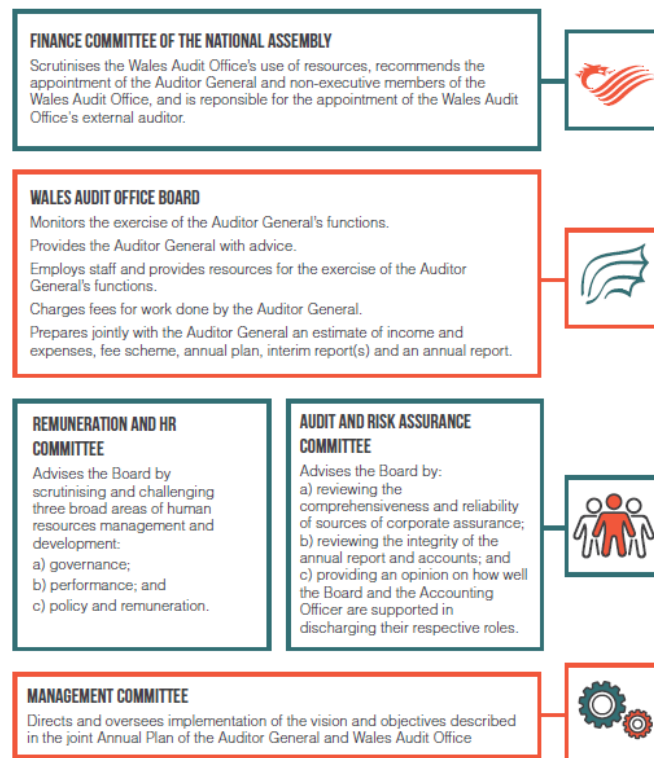 FINANCE COMMITTEE OF THE NATIONAL ASSEMBLY
Scrutinises the Wales Audit Office's use of resources, recommends the
appointment of the Auditor General and non-executive members of the
Wales Audit Office, and is reponsible for the appointment of the Wales Audit
Office's external auditor.
WALES AUDIT OFFICE BOARD
Monitors the exercise of the Auditor General's functions.
Provides the Auditor General with advice.
Employs staff and provides resources for the exercise of the Auditor
General's functions.
Charges fees for work done by the Auditor General.
Prepares jointly with the Auditor General an estimate of income and
expenses, fee scheme, annual plan, interim report(s) and an annual report.
REMUNERATION AND HR
COMMITTEE
Advises the Board by
scrutinising and challenging
three broad areas of human
resources management and
development:
a) governance;
b) performance; and
c) policy and remuneration.
AUDIT AND RISK ASSURANCE
COMMITTEE
Advises the Board by:
a) reviewing the
comprehensiveness and reliability
of sources of corporate assurance;
b) reviewing the integrity of the
annual report and accounts; and
c) providing an opinion on how well
the Board and the Accounting
Officer are supported in
discharging their respective roles.
MANAGEMENT COMMITTEE
Directs and oversees implementation of the vision and objectives described
in the joint Annual Plan of the Auditor General and Wales Audit Office